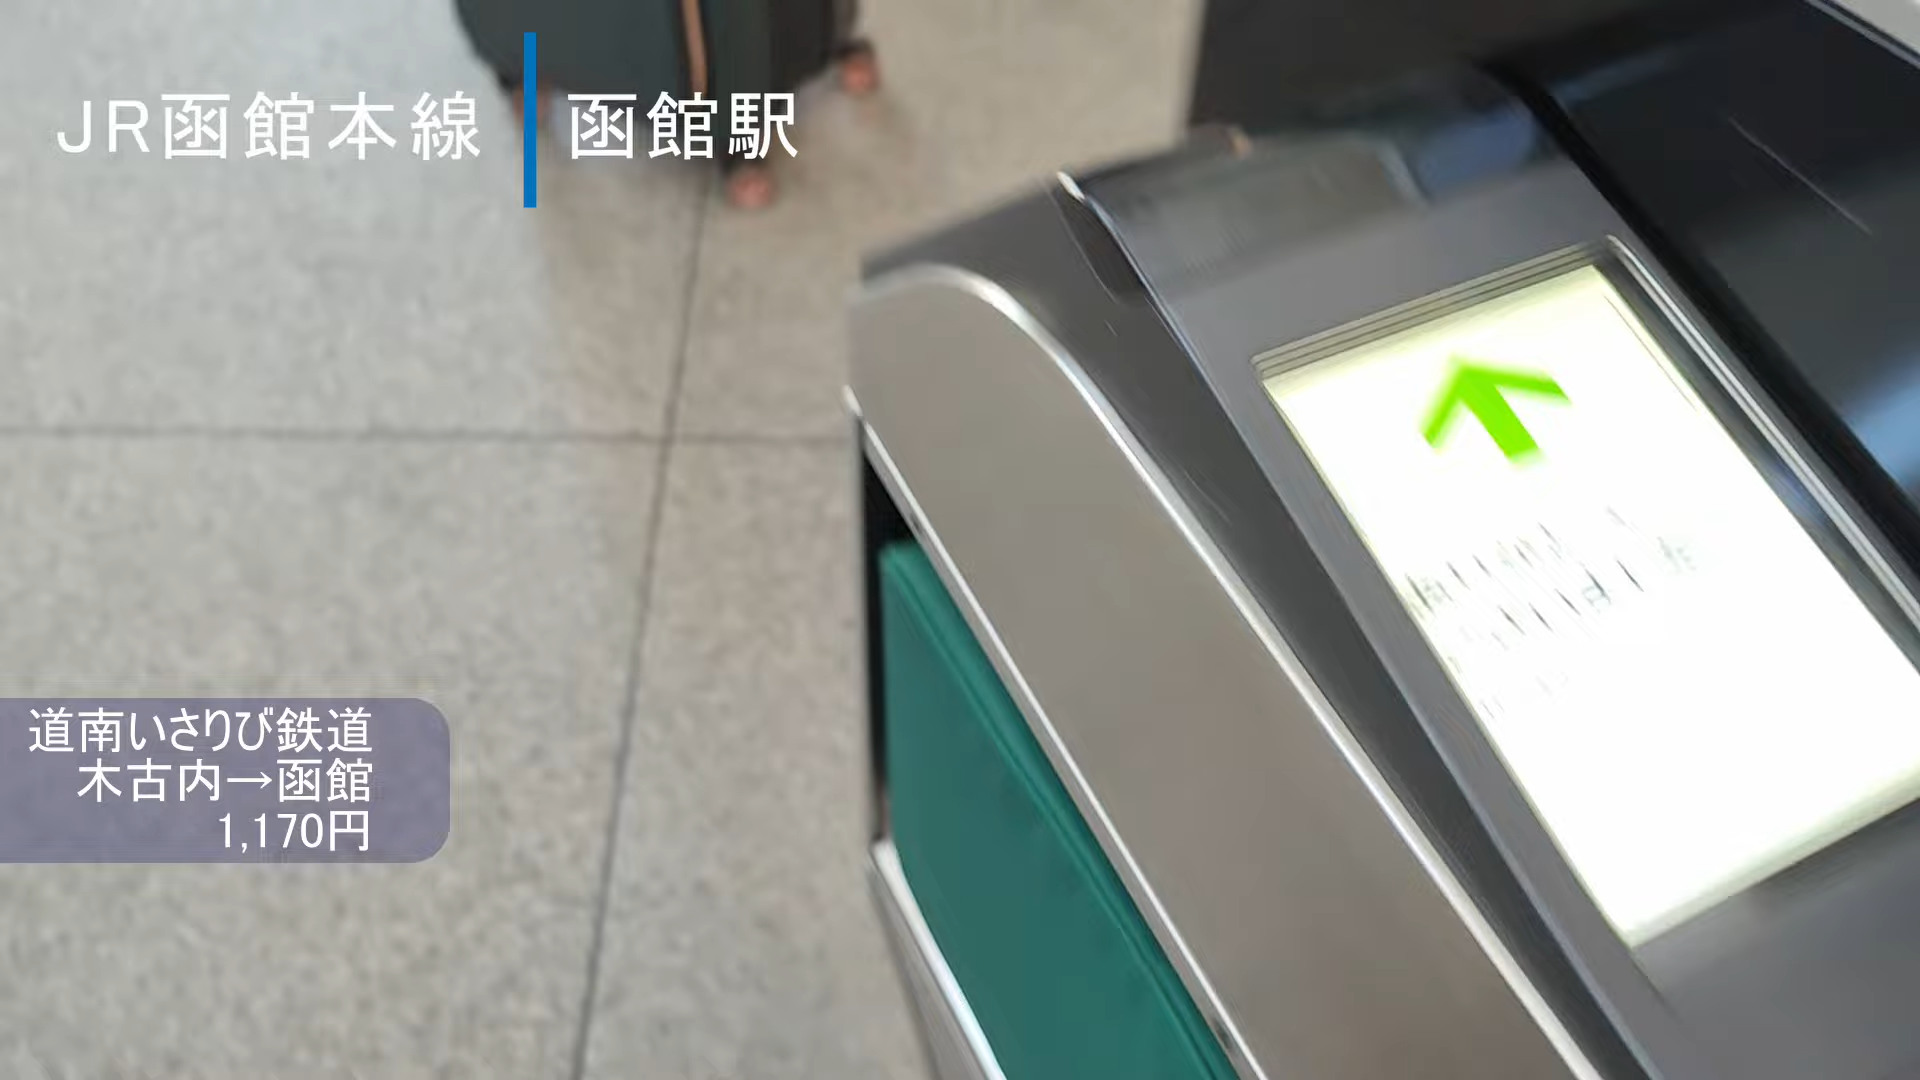 JR函館本線
函館駅
道南いさりび鉄道
木古内→函館
1,170円